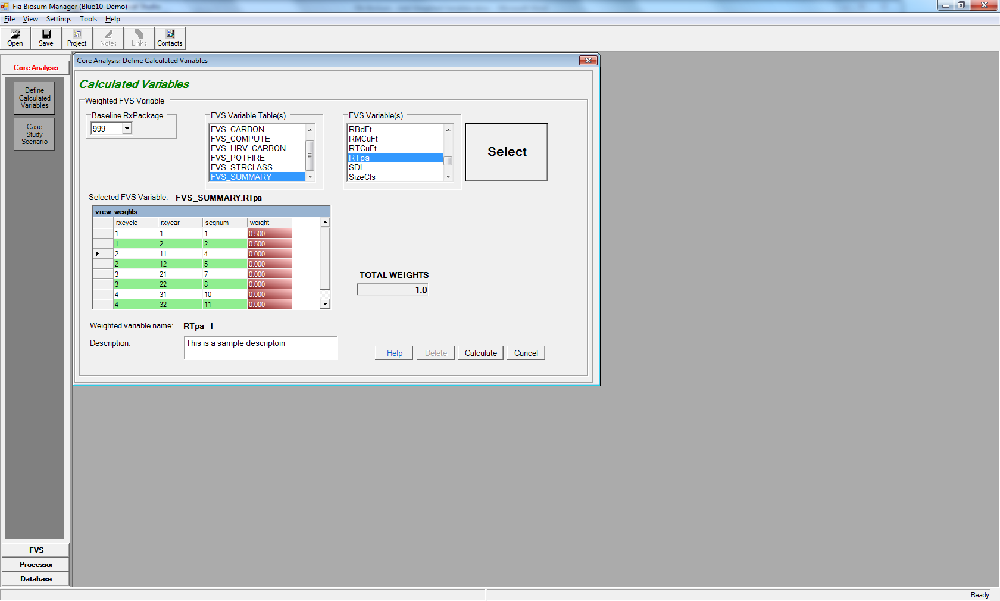 Fia Biosum Manager (Blue10_Demo)
File View Settings Tools Help
Open Save Project Notes Links Contacts
Core Analysis
Define
Calculated
Variables
Case
Study
Scenario
FVS
Processor
Database
Core Analysis: Define Calculated Variables
Calculated Variables
Weighted FVS Variable
Baseline RxPackage
999
FVS Variable Table(s)
FVS_CARBON
FVS_COMPUTE
FVS_HRV_CARBON
FVS_POTFIRE
FVS_STRCLASS
FVS_SUMMARY
FVS Variable(s)
RBdFt
RMCuFt
RTCuFt
RTpa
SDI
SizeCls
Select
Selected FVS Variable: FVS_SUMMARY.RTpa
view_weights
rxcycle rxyear seqnum weight
1 1 1 0.500
1 2 2 0.500
2 11 4 0.000
2 12 5 0.000
3 21 7 0.000
3 22 8 0.000
4 31 10 0.000
4 32 11 0.000
TOTAL WEIGHTS
1.0
Weighted variable name: RTpa_1
Description: This is a sample descriptoin
Help Delete Calculate Cancel
Ready